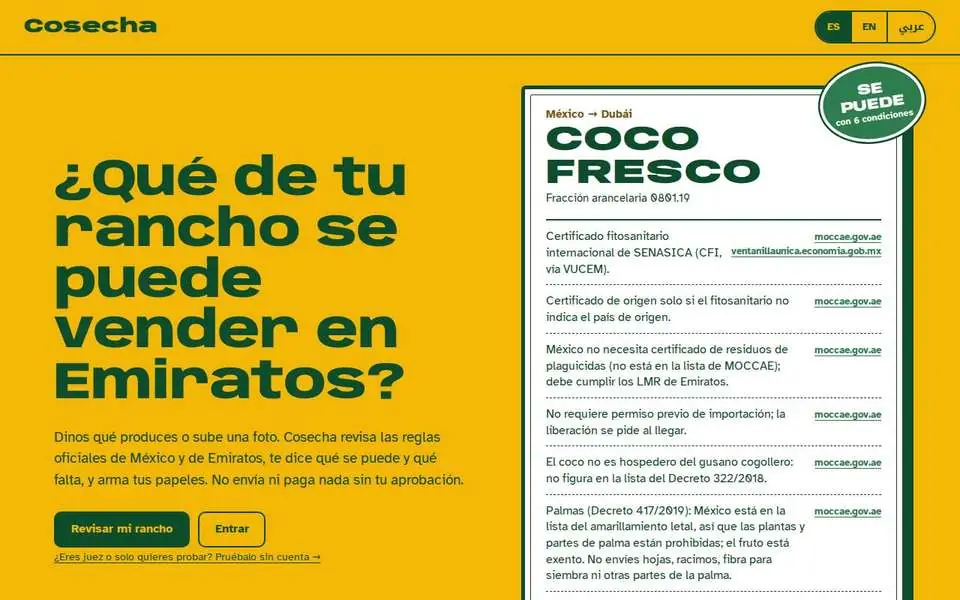 Cosecha
ES EN عربي
¿Qué de tu
rancho se
puede
vender en
Emiratos?
Dinos qué produces o sube una foto. Cosecha revisa las reglas
oficiales de México y de Emiratos, te dice qué se puede y qué
falta, y arma tus papeles. No envía ni paga nada sin tu aprobación.
Revisar mi rancho
Entrar
¿Eres juez o solo quieres probar? Pruébalo sin cuenta →
SE
PUEDE
con 6 condiciones
México → Dubái
COCO
FRESCO
Fracción arancelaria 0801.19
Certificado fitosanitario
internacional de SENASICA (CFI,
vía VUCEM).
moccae.gov.ae
ventanillaunica.economia.gob.mx
Certificado de origen solo si el fitosanitario no
indica el país de origen.
moccae.gov.ae
México no necesita certificado de residuos de
plaguicidas (no está en la lista de MOCCAE);
debe cumplir los LMR de Emiratos.
moccae.gov.ae
No requiere permiso previo de importación; la
liberación se pide al llegar.
moccae.gov.ae
El coco no es hospedero del gusano cogollero:
no figura en la lista del Decreto 322/2018.
moccae.gov.ae
Palmas (Decreto 417/2019): México está en la
lista del amarillamiento letal, así que las plantas y
partes de palma están prohibidas; el fruto está
exento. No envíes hojas, racimos, fibra para
siembra ni otras partes de la palma.
moccae.gov.ae